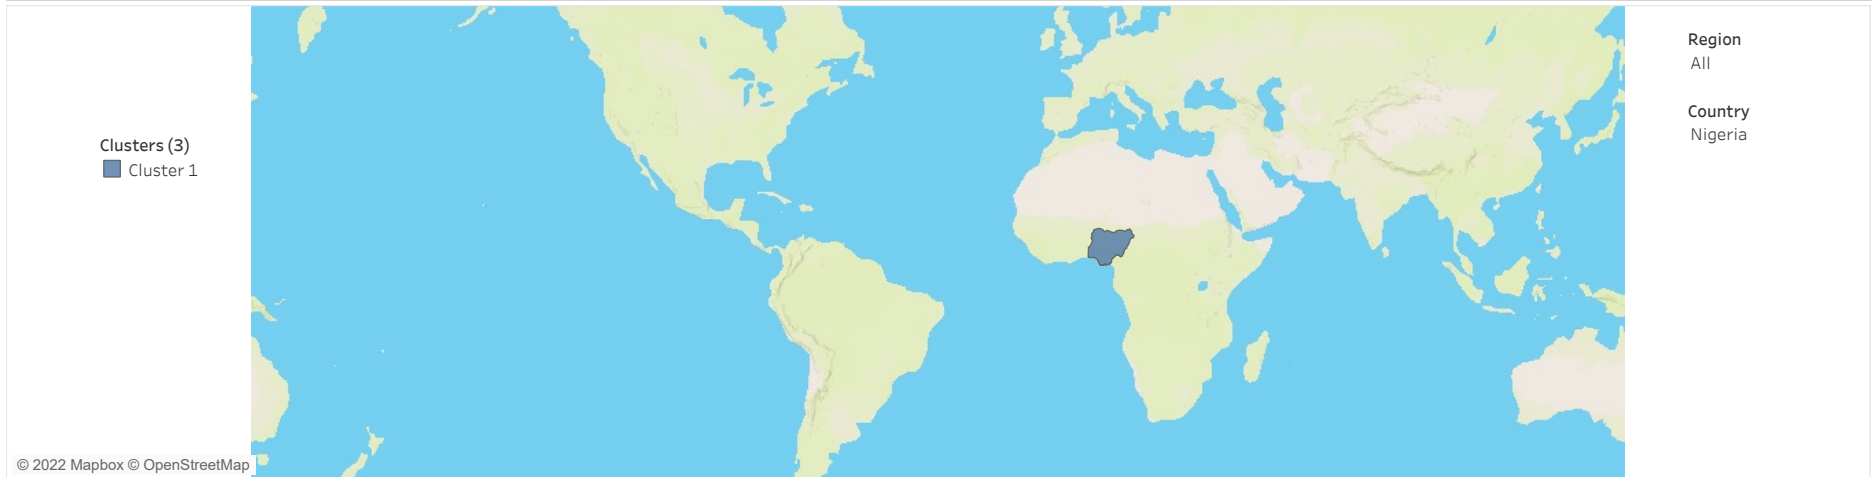 Clusters (3)
Cluster 1
© 2022 Mapbox © OpenStreetMap
Region
All
Country
Nigeria